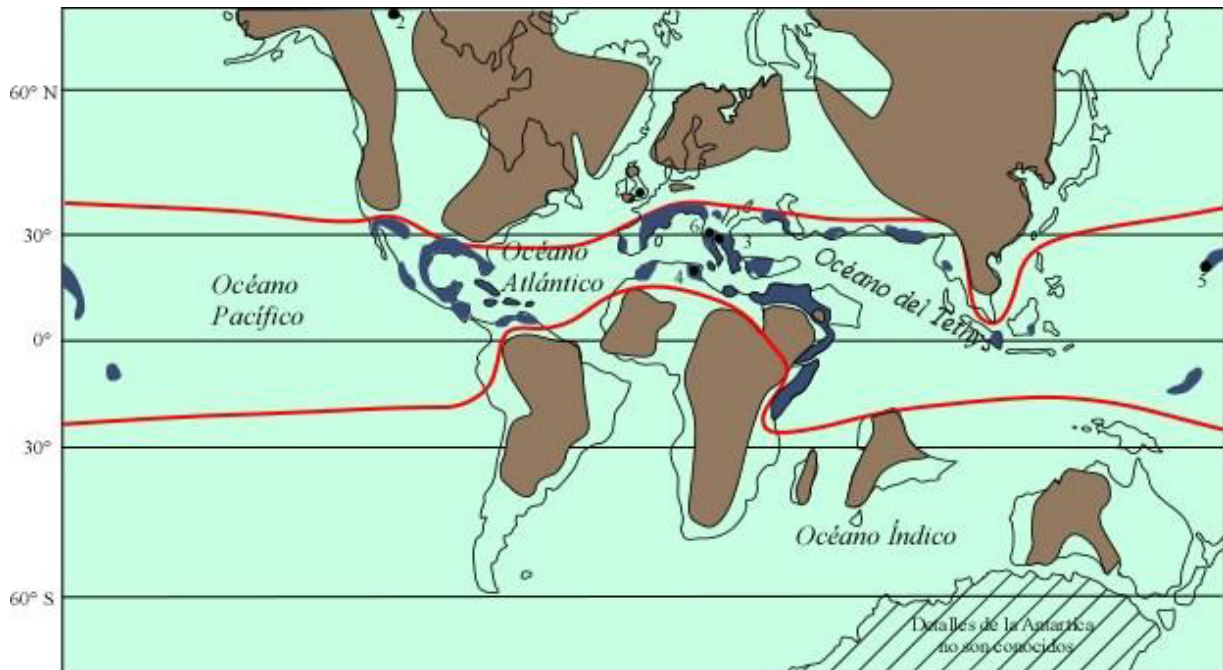 2
60° N
30°
6
3
Océano
Atlántico
4
5
Océano
Pacífico
Océano del Tethys
0°
30°
Océano Índico
60° S
Detalles de la Antartica
no son conocidos